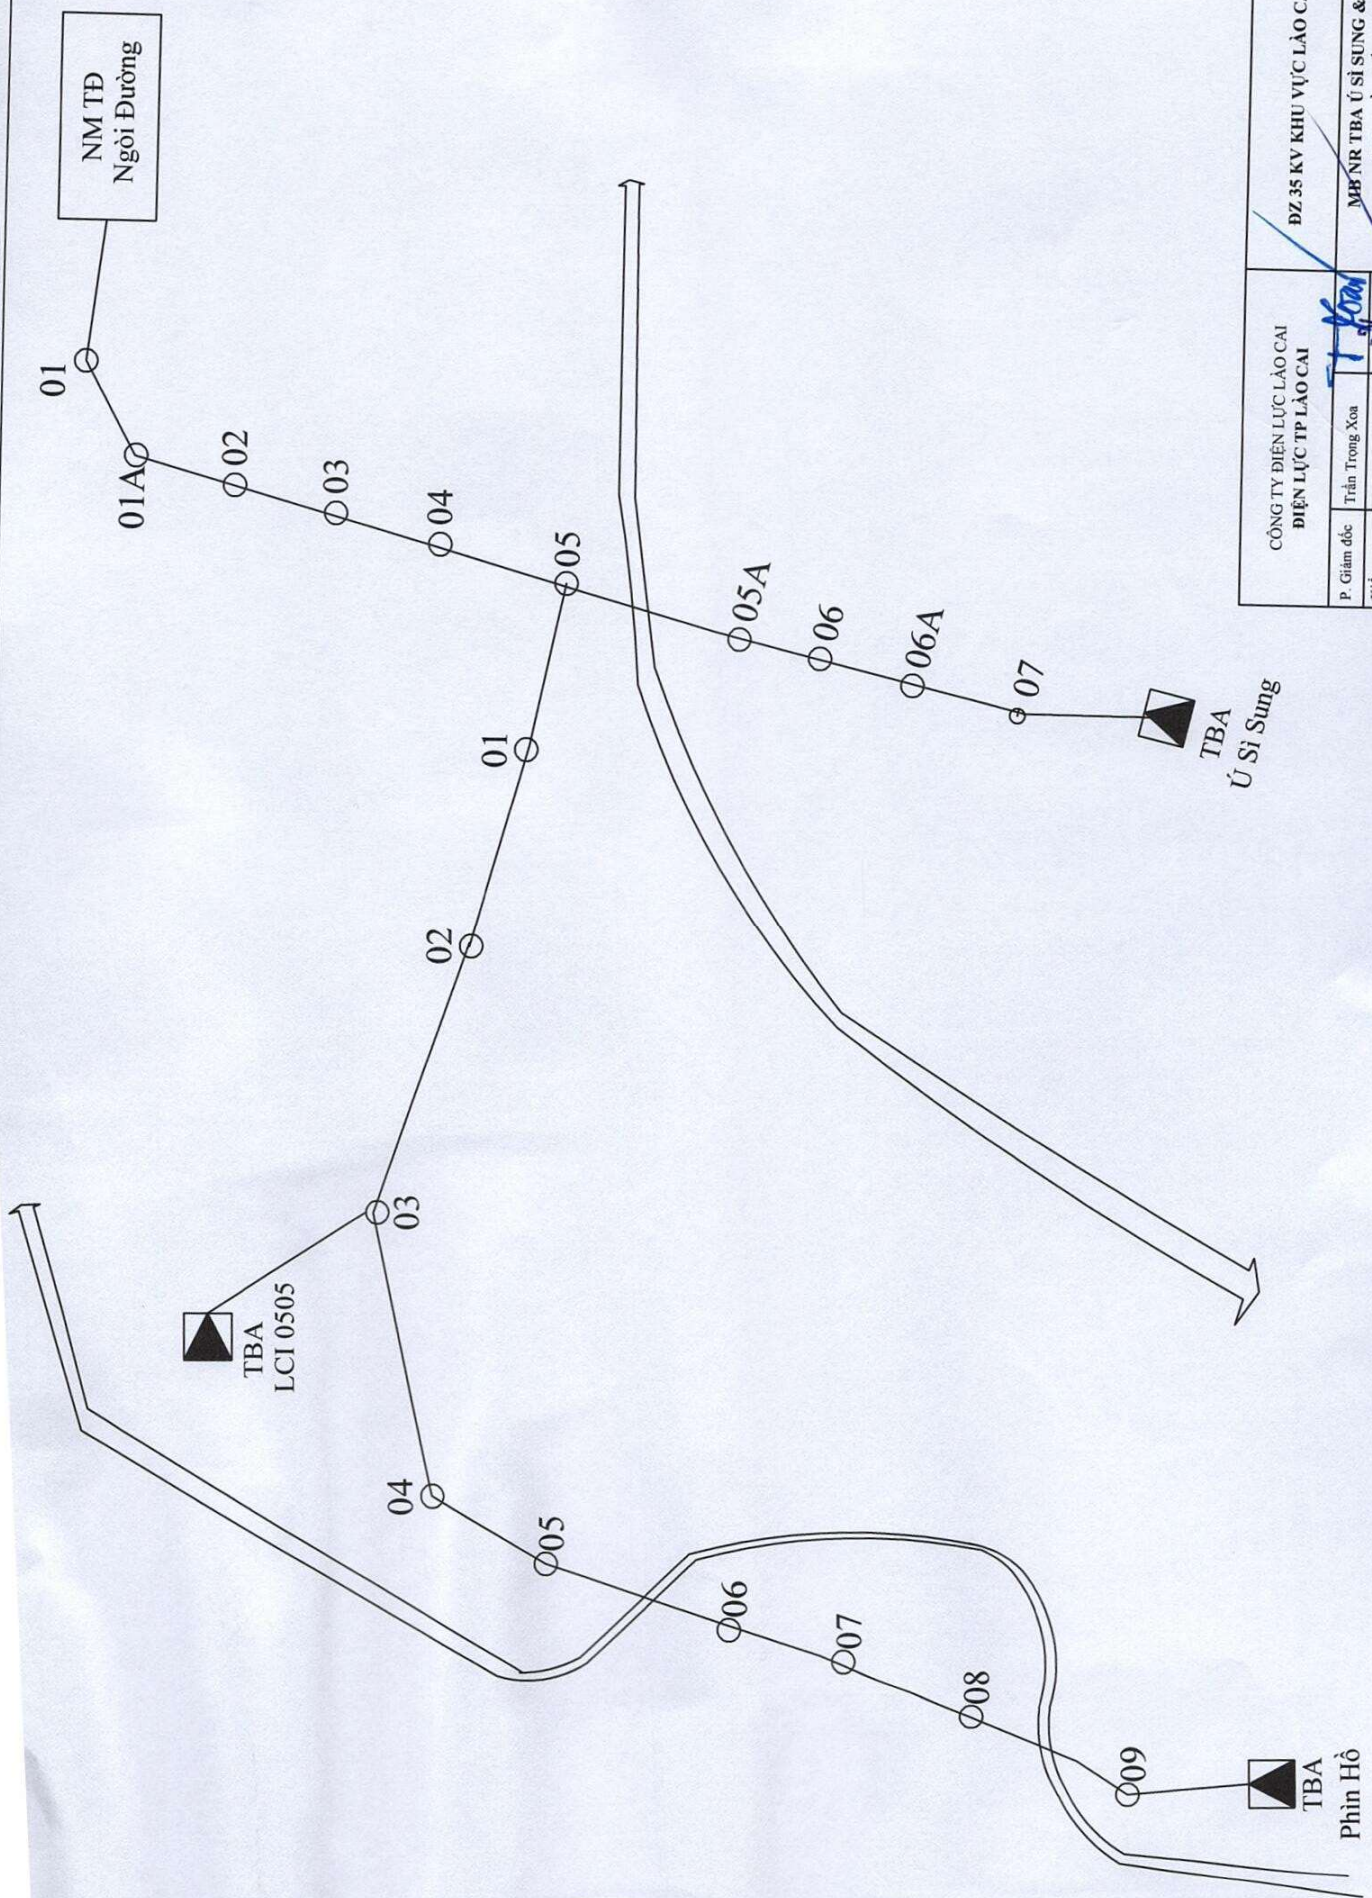 NM TĐ
Ngòi Đường
01
01A
02
03
04
05
05A
06
06A
07
TBA
Ú Sì Sung
01
02
03
TBA
LCI 0505
04
05
06
07
08
09
TBA
Phìn Hồ
CÔNG TY ĐIỆN LỰC LÀO CAI
ĐIỆN LỰC TP LÀO CAI
P. Giám đốc Trần Trọng Xoa
ĐZ 35 KV KHU VỰC LÀO
MB NR TBA Ú SÌ SUNG &